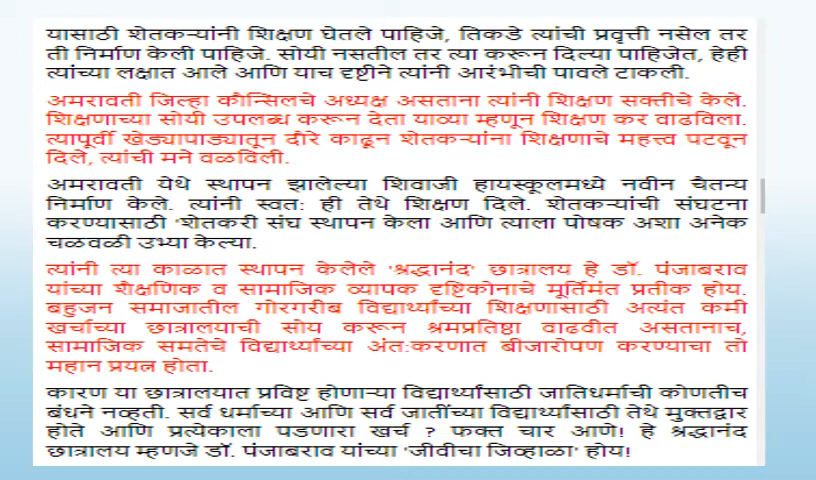 यासाठी शेतकऱ्यांनी शिक्षण घेतले पाहिजे, तिकडे त्यांची प्रवृत्ती नसेल तर
ती निर्माण केली पाहिजे. सोयी नसतील तर त्या करून दिल्या पाहिजेत, हेही
त्यांच्या लक्षात आले आणि याच दृष्टीने त्यांनी आरंभीची पावले टाकली.
अमरावती जिल्हा कौन्सिलचे अध्यक्ष असताना त्यांनी शिक्षण सक्तीचे केले.
शिक्षणाच्या सोयी उपलब्ध करून देता याव्या म्हणून शिक्षण कर वाढविला.
त्यापूर्वी खेड्यापाड्यातून दौरे काढून शेतकऱ्यांना शिक्षणाचे महत्त्व पटवून
दिले, त्यांची मने वळविली.
अमरावती येथे स्थापन झालेल्या शिवाजी हायस्कूलमध्ये नवीन चैतन्य
निर्माण केले. त्यांनी स्वत: ही तेथे शिक्षण दिले. शेतकऱ्यांची संघटना
करण्यासाठी 'शेतकरी संघ स्थापन केला आणि त्याला पोषक अशा अनेक
चळवळी उभ्या केल्या.
त्यांनी त्या काळात स्थापन केलेले 'श्रद्धानंद' छात्रालय हे डॉ. पंजाबराव
यांच्या शैक्षणिक व सामाजिक व्यापक दृष्टिकोनाचे मूर्तिमंत प्रतीक होय.
बहुजन समाजातील गोरगरीब विद्यार्थ्यांच्या शिक्षणासाठी अत्यंत कमी
खर्चाच्या छात्रालयाची सोय करून श्रमप्रतिष्ठा वाढवीत असतानाच,
सामाजिक समतेचे विद्यार्थ्यांच्या अंत:करणात बीजारोपण करण्याचा तो
महान प्रयत्न होता.
कारण या छात्रालयात प्रविष्ट होणाऱ्या विद्यार्थ्यांसाठी जातिधर्माची कोणतीच
बंधने नव्हती. सर्व धर्माच्या आणि सर्व जातींच्या विद्यार्थ्यांसाठी तेथे मुक्तद्वार
होते आणि प्रत्येकाला पडणारा खर्च ? फक्त चार आणे! हे श्रद्धानंद
छात्रालय म्हणजे डॉ. पंजाबराव यांच्या 'जीवीचा जिव्हाळा' होय!